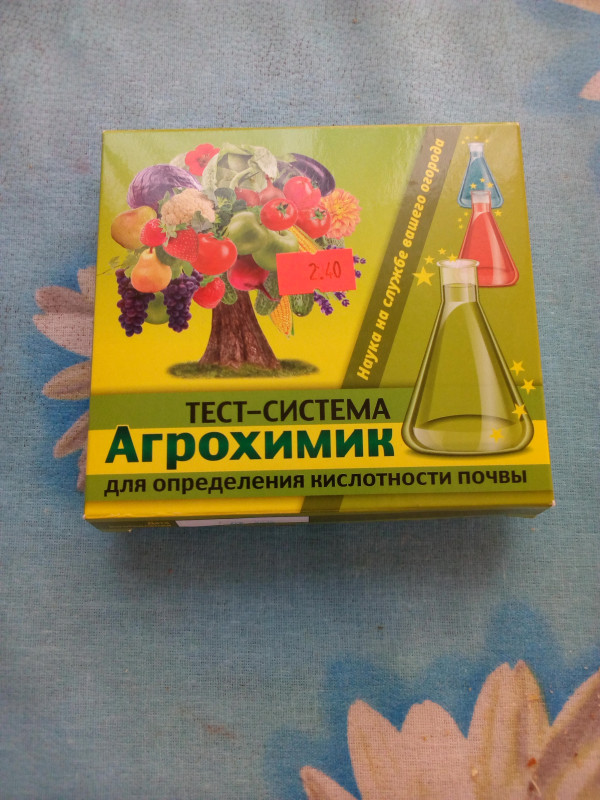 Наука на службе вашего огорода
2.40
ТЕСТ-СИСТЕМА
Агрохимик
для определения кислотности почвы